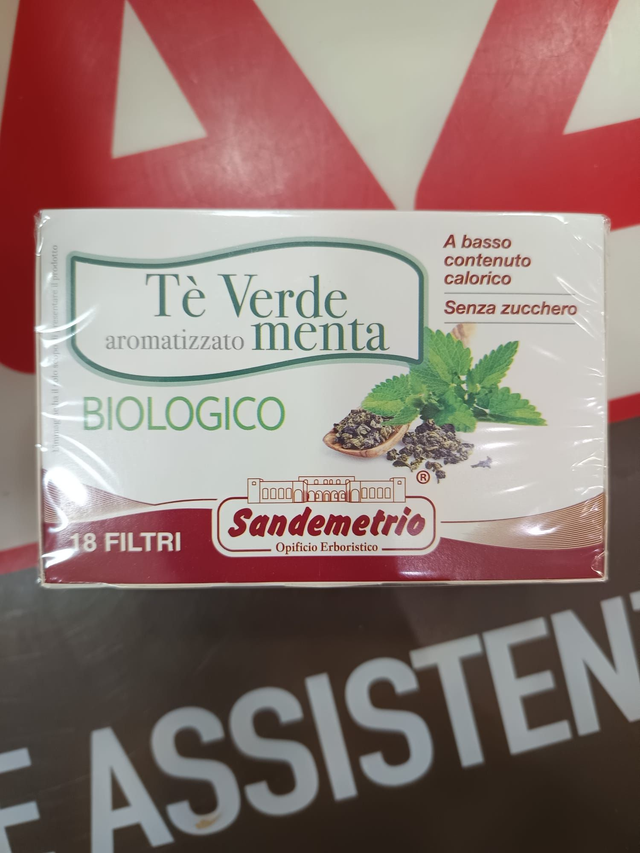 A basso
contenuto
calorico
Senza zucchero
Tè Verde
aromatizzato menta
BIOLOGICO
18 FILTRI
®
Sandemetrio
Opificio Erboristico
E ASSISTEN